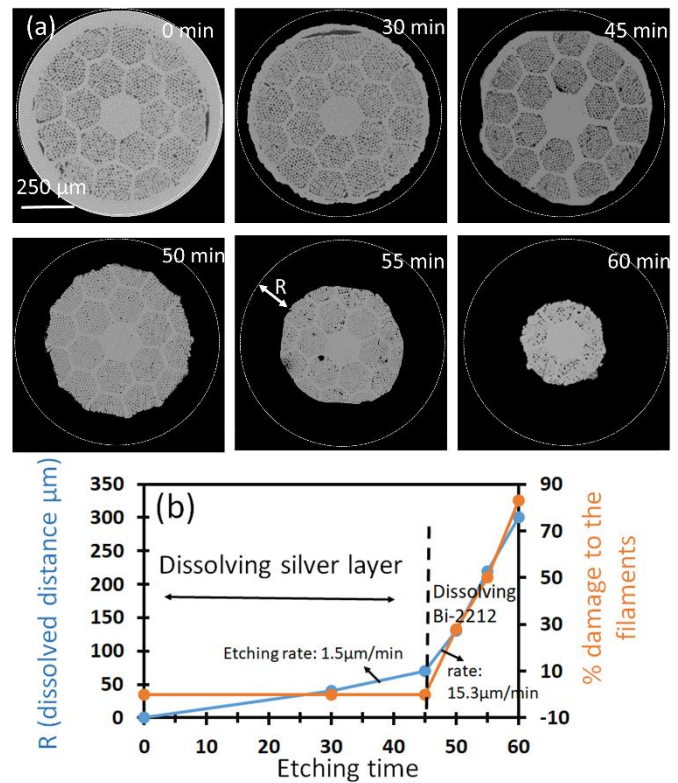 (a)
0 min
30 min
45 min
250 µm
50 min
55 min
R
60 min
(b)
350
300
250
200
150
100
50
0
R (dissolved distance µm)
90
70
50
30
10
-10
% damage to the
filaments
Dissolving silver layer
Dissolving
Bi-2212
Etching rate: 1.5µm/min
rate:
15.3µm/min
0
10
20
30
40
50
60
Etching time